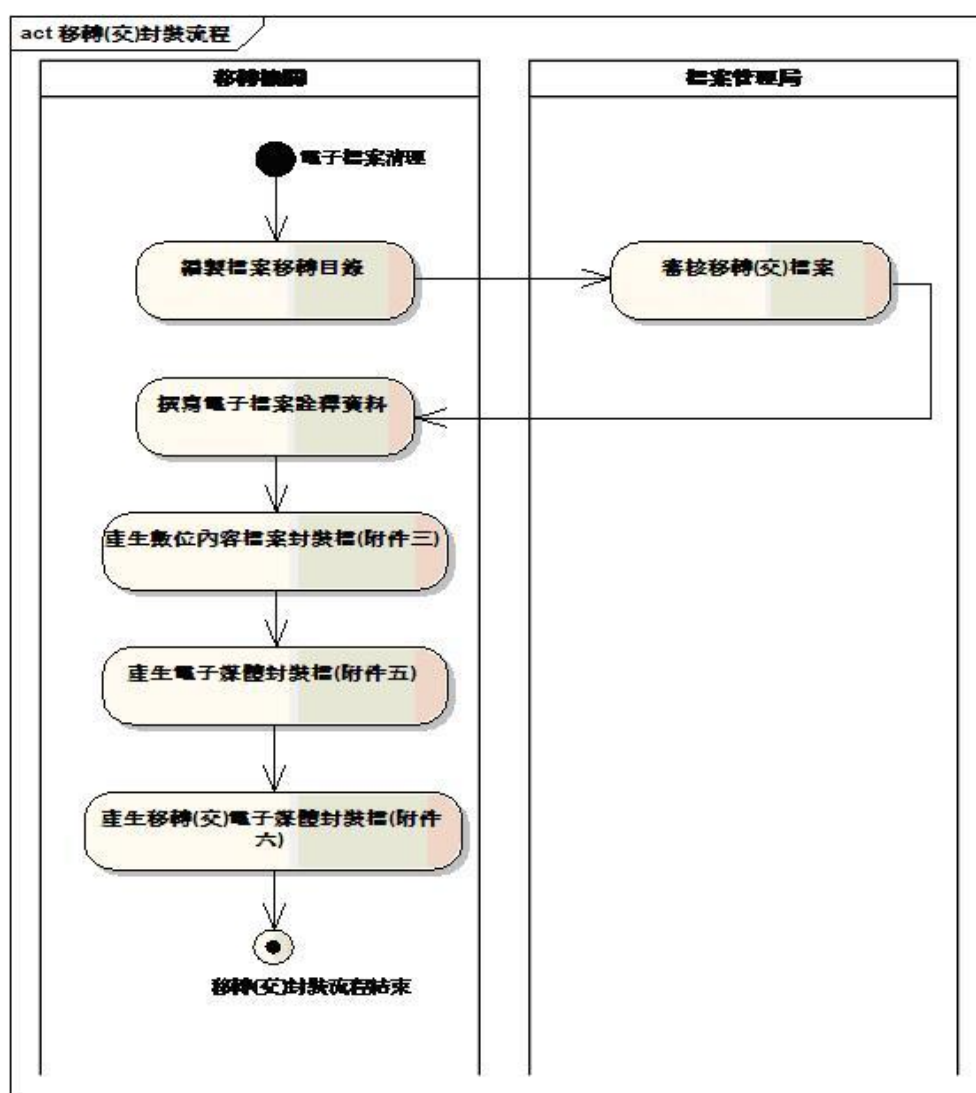 act 移轉(交)封裝流程
移轉機關
檔案管理局
電子檔案清理
編製檔案移轉目錄
審核移轉(交)檔案
撰寫電子檔案詮釋資料
產生數位內容檔案封裝檔(附件三)
產生電子媒體封裝檔(附件五)
產生移轉(交)電子媒體封裝檔(附件
六)
移轉(交)封裝流程結束